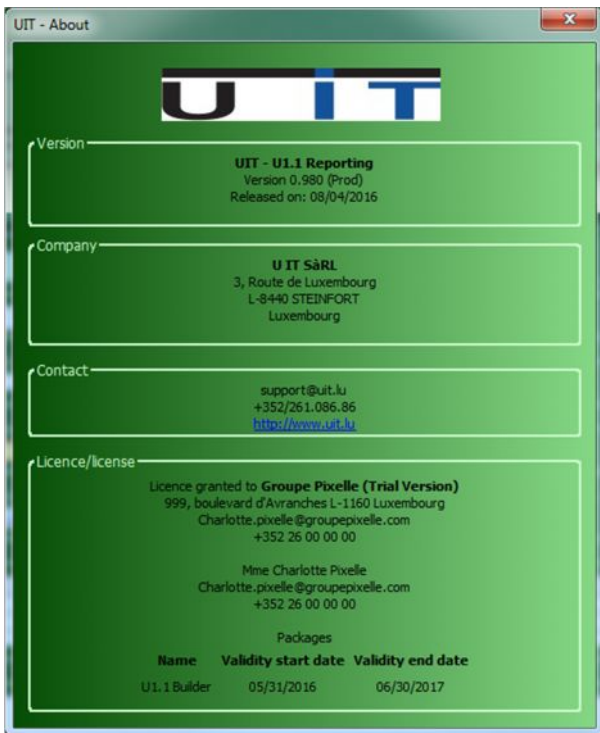 UIT - About
U IT
Version
UIT - U1.1 Reporting
Version 0.980 (Prod)
Released on: 08/04/2016
Company
U IT SàRL
3, Route de Luxembourg
L-8440 STEINFORT
Luxembourg
Contact
support@uit.lu
+352/261.086.86
http://www.uit.lu
Licence/license
Licence granted to Groupe Pixelle (Trial Version)
999, boulevard d'Avranches L-1160 Luxembourg
Charlotte.pixelle@groupepixelle.com
+352 26 00 00 00
Mme Charlotte Pixelle
Charlotte.pixelle@groupepixelle.com
+352 26 00 00 00
Packages
Name Validity start date Validity end date
U1.1 Builder 05/31/2016 06/30/2017